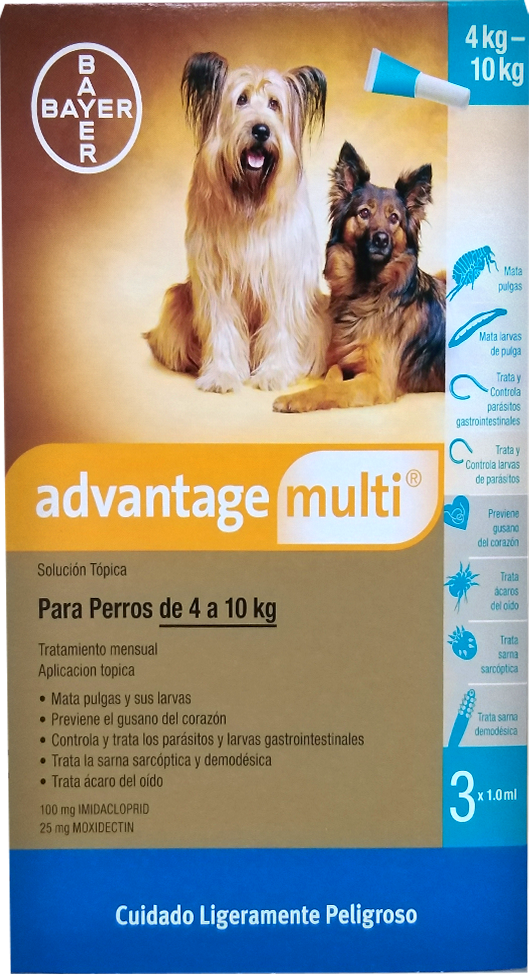 BAYER
BAYER
4 kg –
10 kg
Mata
pulgas
Mata larvas
de pulga
Trata y
Controla
parásitos
gastrointestinales
Trata y
Controla larvas
de parásitos
Previene
gusano
del corazón
Trata
ácaros
del oído
Trata
sarna
sarcóptica
Trata sarna
demodésica
3 x 1.0 ml
advantage multi®
Solución Tópica
Para Perros de 4 a 10 kg
Tratamiento mensual
Aplicacion topica
• Mata pulgas y sus larvas
• Previene el gusano del corazón
• Controla y trata los parásitos y larvas gastrointestinales
• Trata la sarna sarcóptica y demodésica
• Trata ácaro del oído
100 mg IMIDACLOPRID
25 mg MOXIDECTIN
Cuidado Ligeramente Peligroso